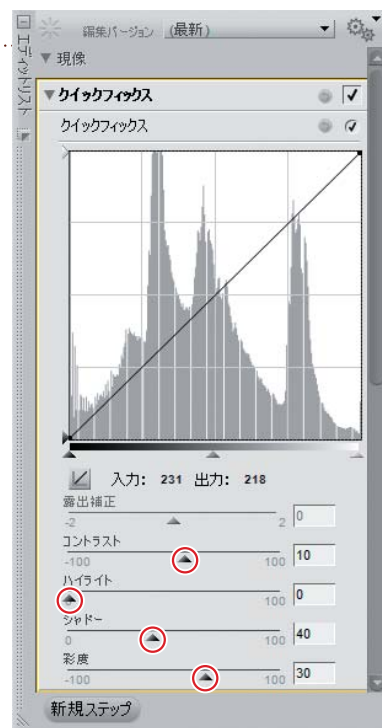 編集バージョン (最新)
エディットリスト
現像
クイックフィックス
クイックフィックス
入力: 231 出力: 218
露出補正
-2 2 0
コントラスト
-100 100 10
ハイライト
100 0
シャドー
0 100 40
彩度
-100 100 30
新規ステップ